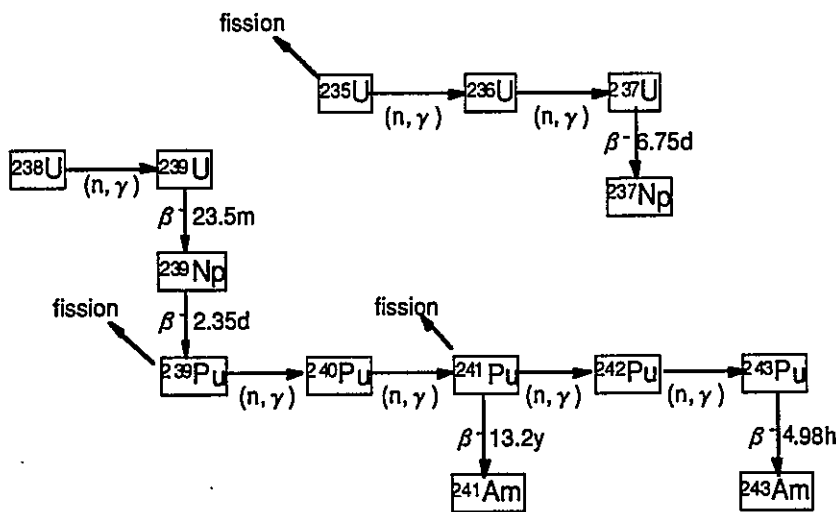 fission
²³⁵U ²³⁶U ²³⁷U
(n, γ) (n, γ)
β⁻ 6.75d
²³⁷Np
²³⁸U ²³⁹U
(n, γ)
β⁻ 23.5m
²³⁹Np
β⁻ 2.35d
fission fission
²³⁹Pu ²⁴⁰Pu ²⁴¹Pu ²⁴²Pu ²⁴³Pu
(n, γ) (n, γ) (n, γ) (n, γ)
β⁻ 13.2y β⁻ 4.98h
²⁴¹Am ²⁴³Am